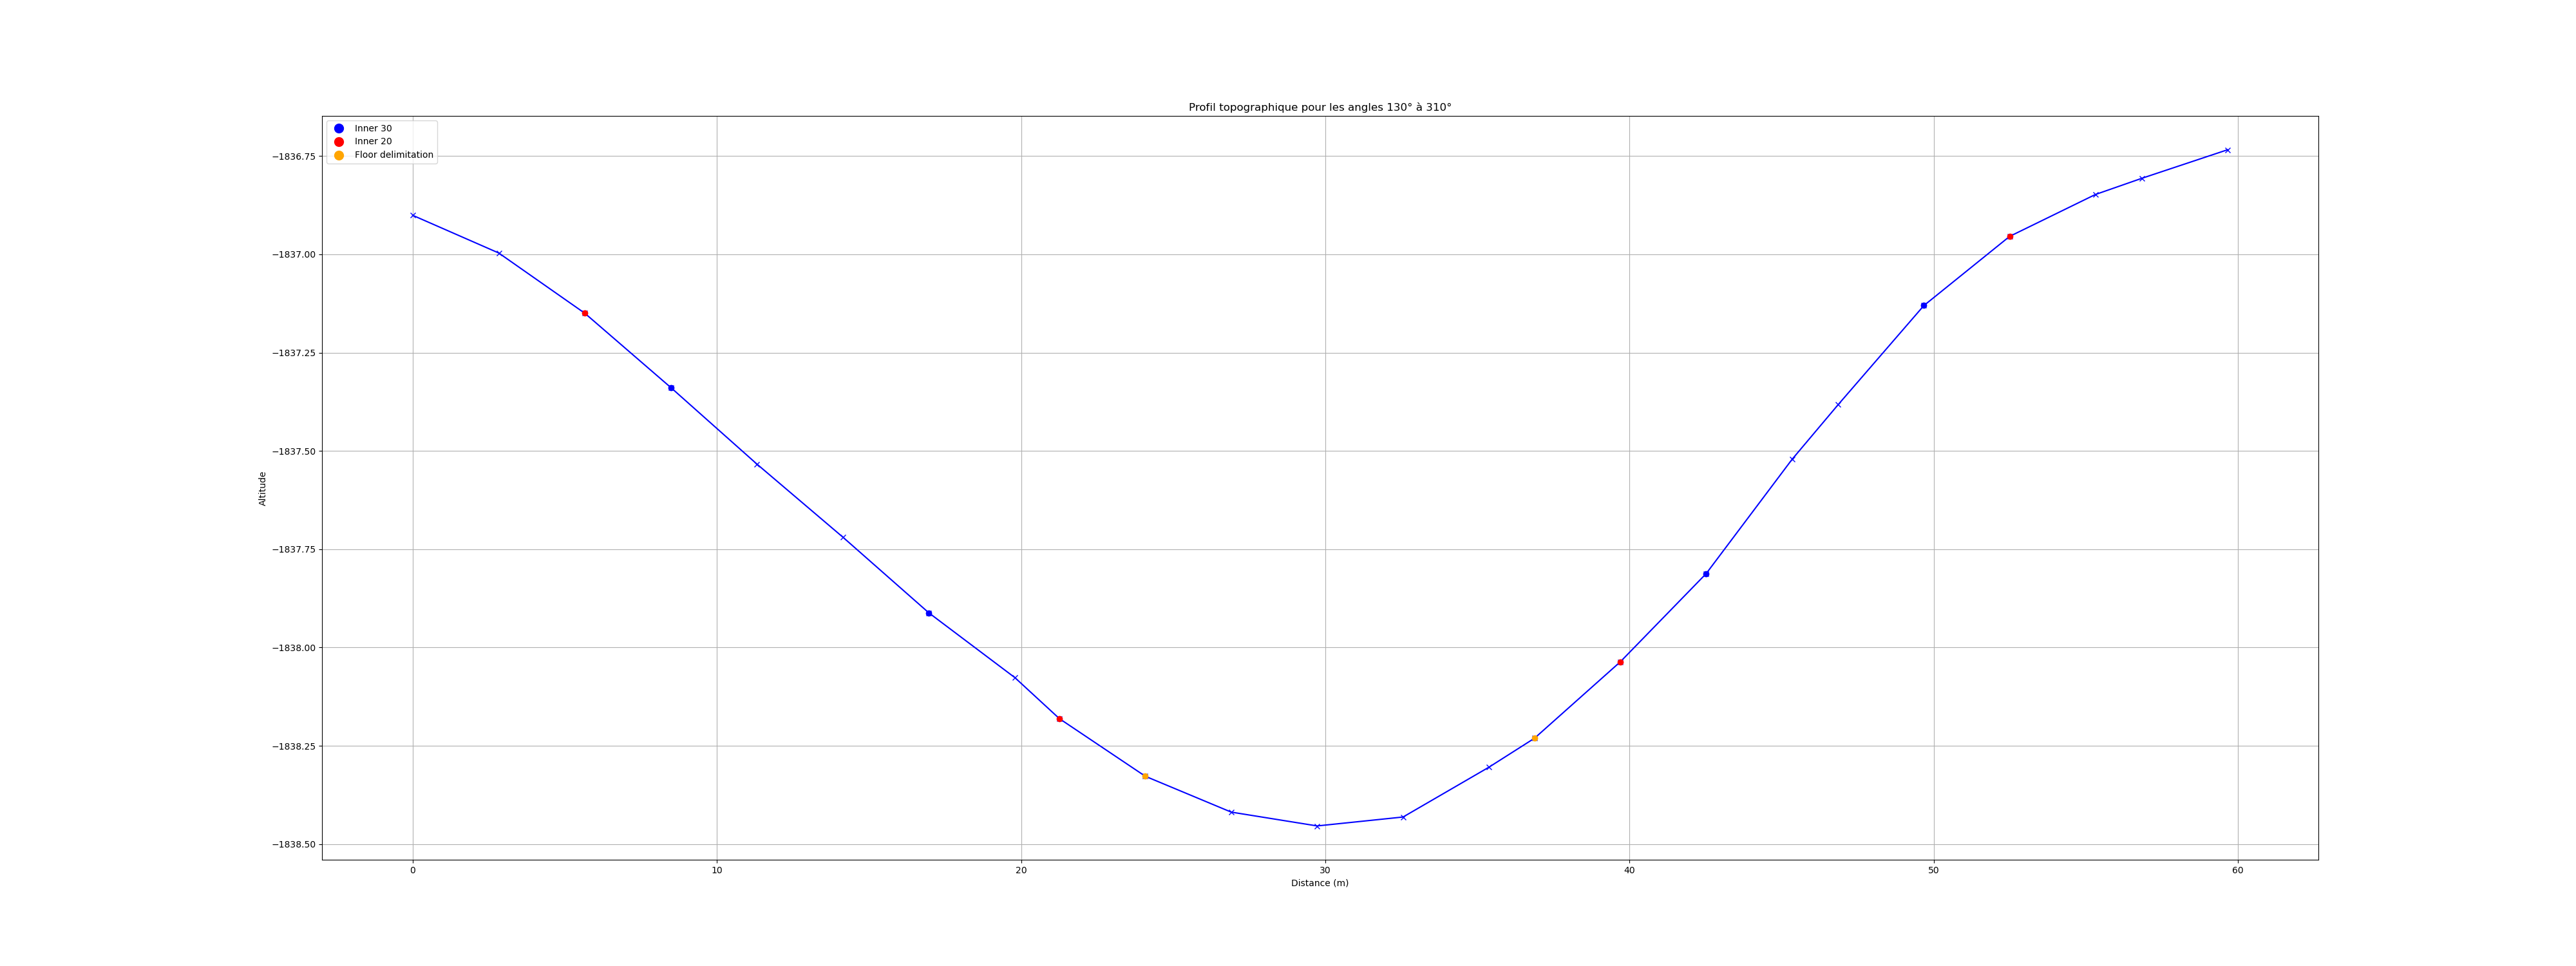 Profil topographique pour les angles 130° à 310°
Inner 30
Inner 20
Floor delimitation
−1836.75
−1837.00
−1837.25
−1837.50
−1837.75
−1838.00
−1838.25
−1838.50
Altitude
0 10 20 30 40 50 60
Distance (m)